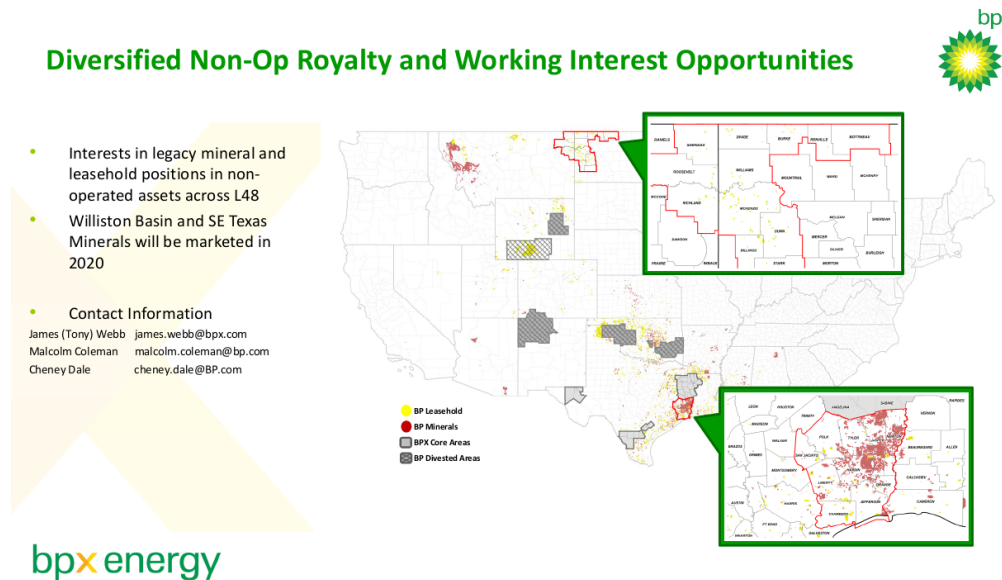 bp
Diversified Non-Op Royalty and Working Interest Opportunities
• Interests in legacy mineral and
leasehold positions in non-
operated assets across L48
• Williston Basin and SE Texas
Minerals will be marketed in
2020
• Contact Information
James (Tony) Webb james.webb@bpx.com
Malcolm Coleman malcolm.coleman@bp.com
Cheney Dale cheney.dale@BP.com
BP Leasehold
BP Minerals
BPX Core Areas
BP Divested Areas
DANIELS
SHERIDAN
DIVIDE
BURKE
RENVILLE
BOTTINEAU
ROOSEVELT
WILLIAMS
MOUNTRAIL
WARD
MCHENRY
RICHLAND
MCKENZIE
MCLEAN
SHERIDAN
DUNN
MERCER
DAWSON
BILLINGS
OLIVER
BURLEIGH
PRAIRIE
WIBAUX
STARK
MORTON
LEON
HOUSTON
TRINITY
ANGELINA
SABINE
VERNON
RAPIDES
MADISON
WALKER
POLK
TYLER
BRAZOS
GRIMES
SAN JACINTO
BEAUREGARD
ALLEN
MONTGOMERY
HARDIN
LIBERTY
ORANGE
CALCASIEU
AUSTIN
HARRIS
JEFFERSON
CAMERON
FT BEND
CHAMBERS
GALVESTON
bpx energy